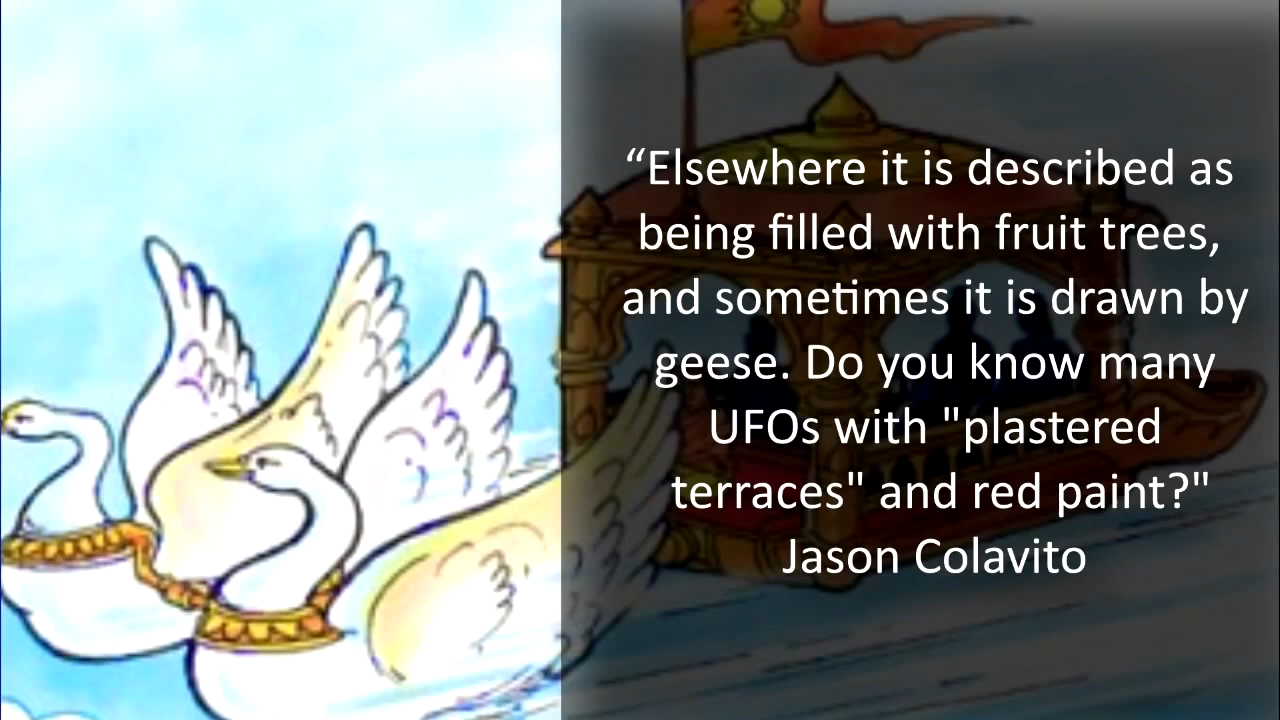 “Elsewhere it is described as
being filled with fruit trees,
and sometimes it is drawn by
geese. Do you know many
UFOs with "plastered
terraces" and red paint?"
Jason Colavito